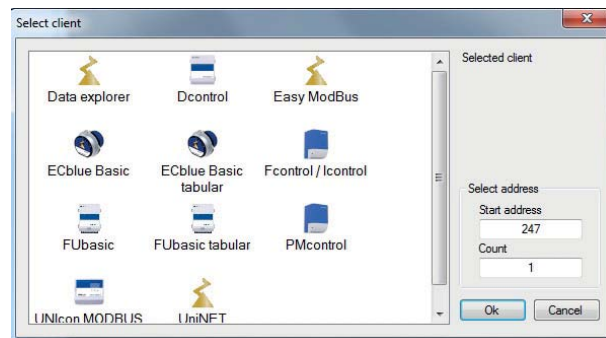 Select client
Data explorer
Dcontrol
Easy ModBus
ECblue Basic
ECblue Basic
tabular
Fcontrol / Icontrol
FUbasic
FUbasic tabular
PMcontrol
UNIcon MODBUS
UniNET
Selected client
Select address
Start address
247
Count
1
Ok
Cancel